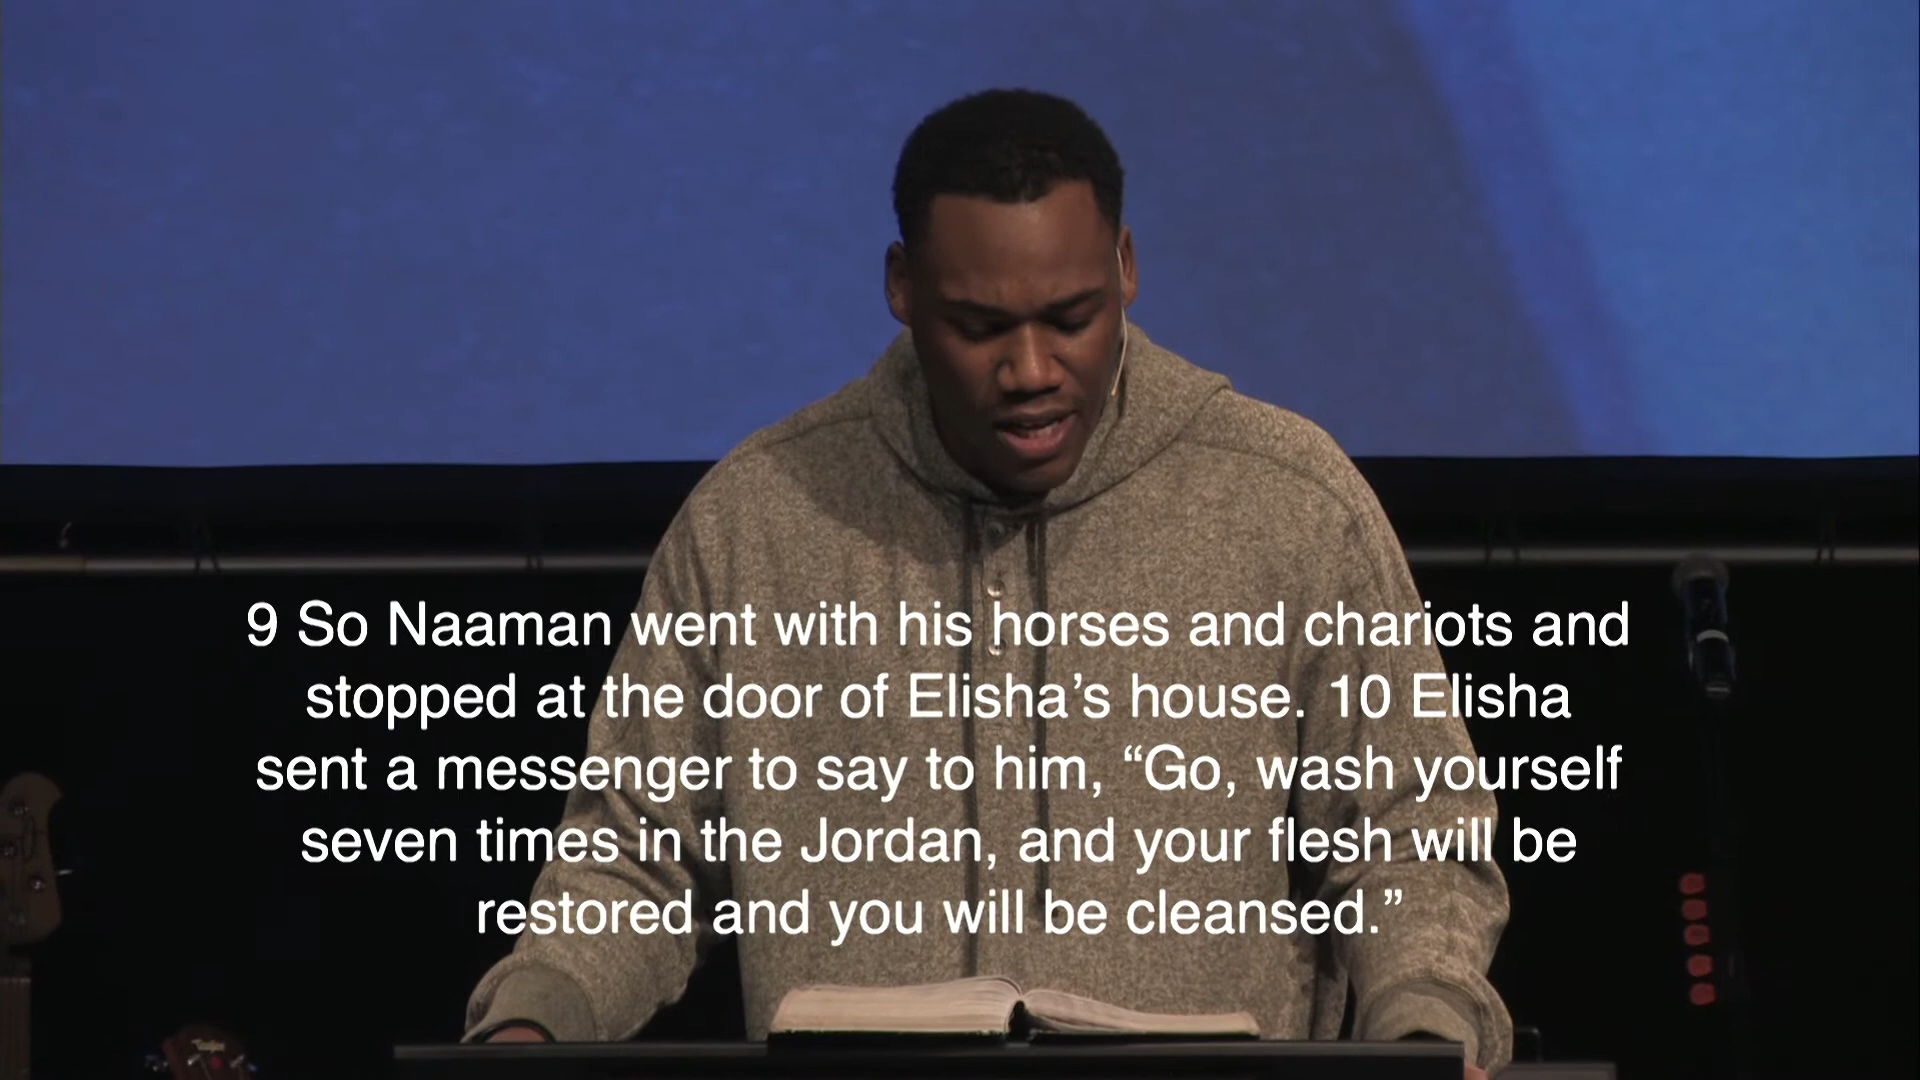 9 So Naaman went with his horses and chariots and
stopped at the door of Elisha’s house. 10 Elisha
sent a messenger to say to him, “Go, wash yourself
seven times in the Jordan, and your flesh will be
restored and you will be cleansed.”
Taylor